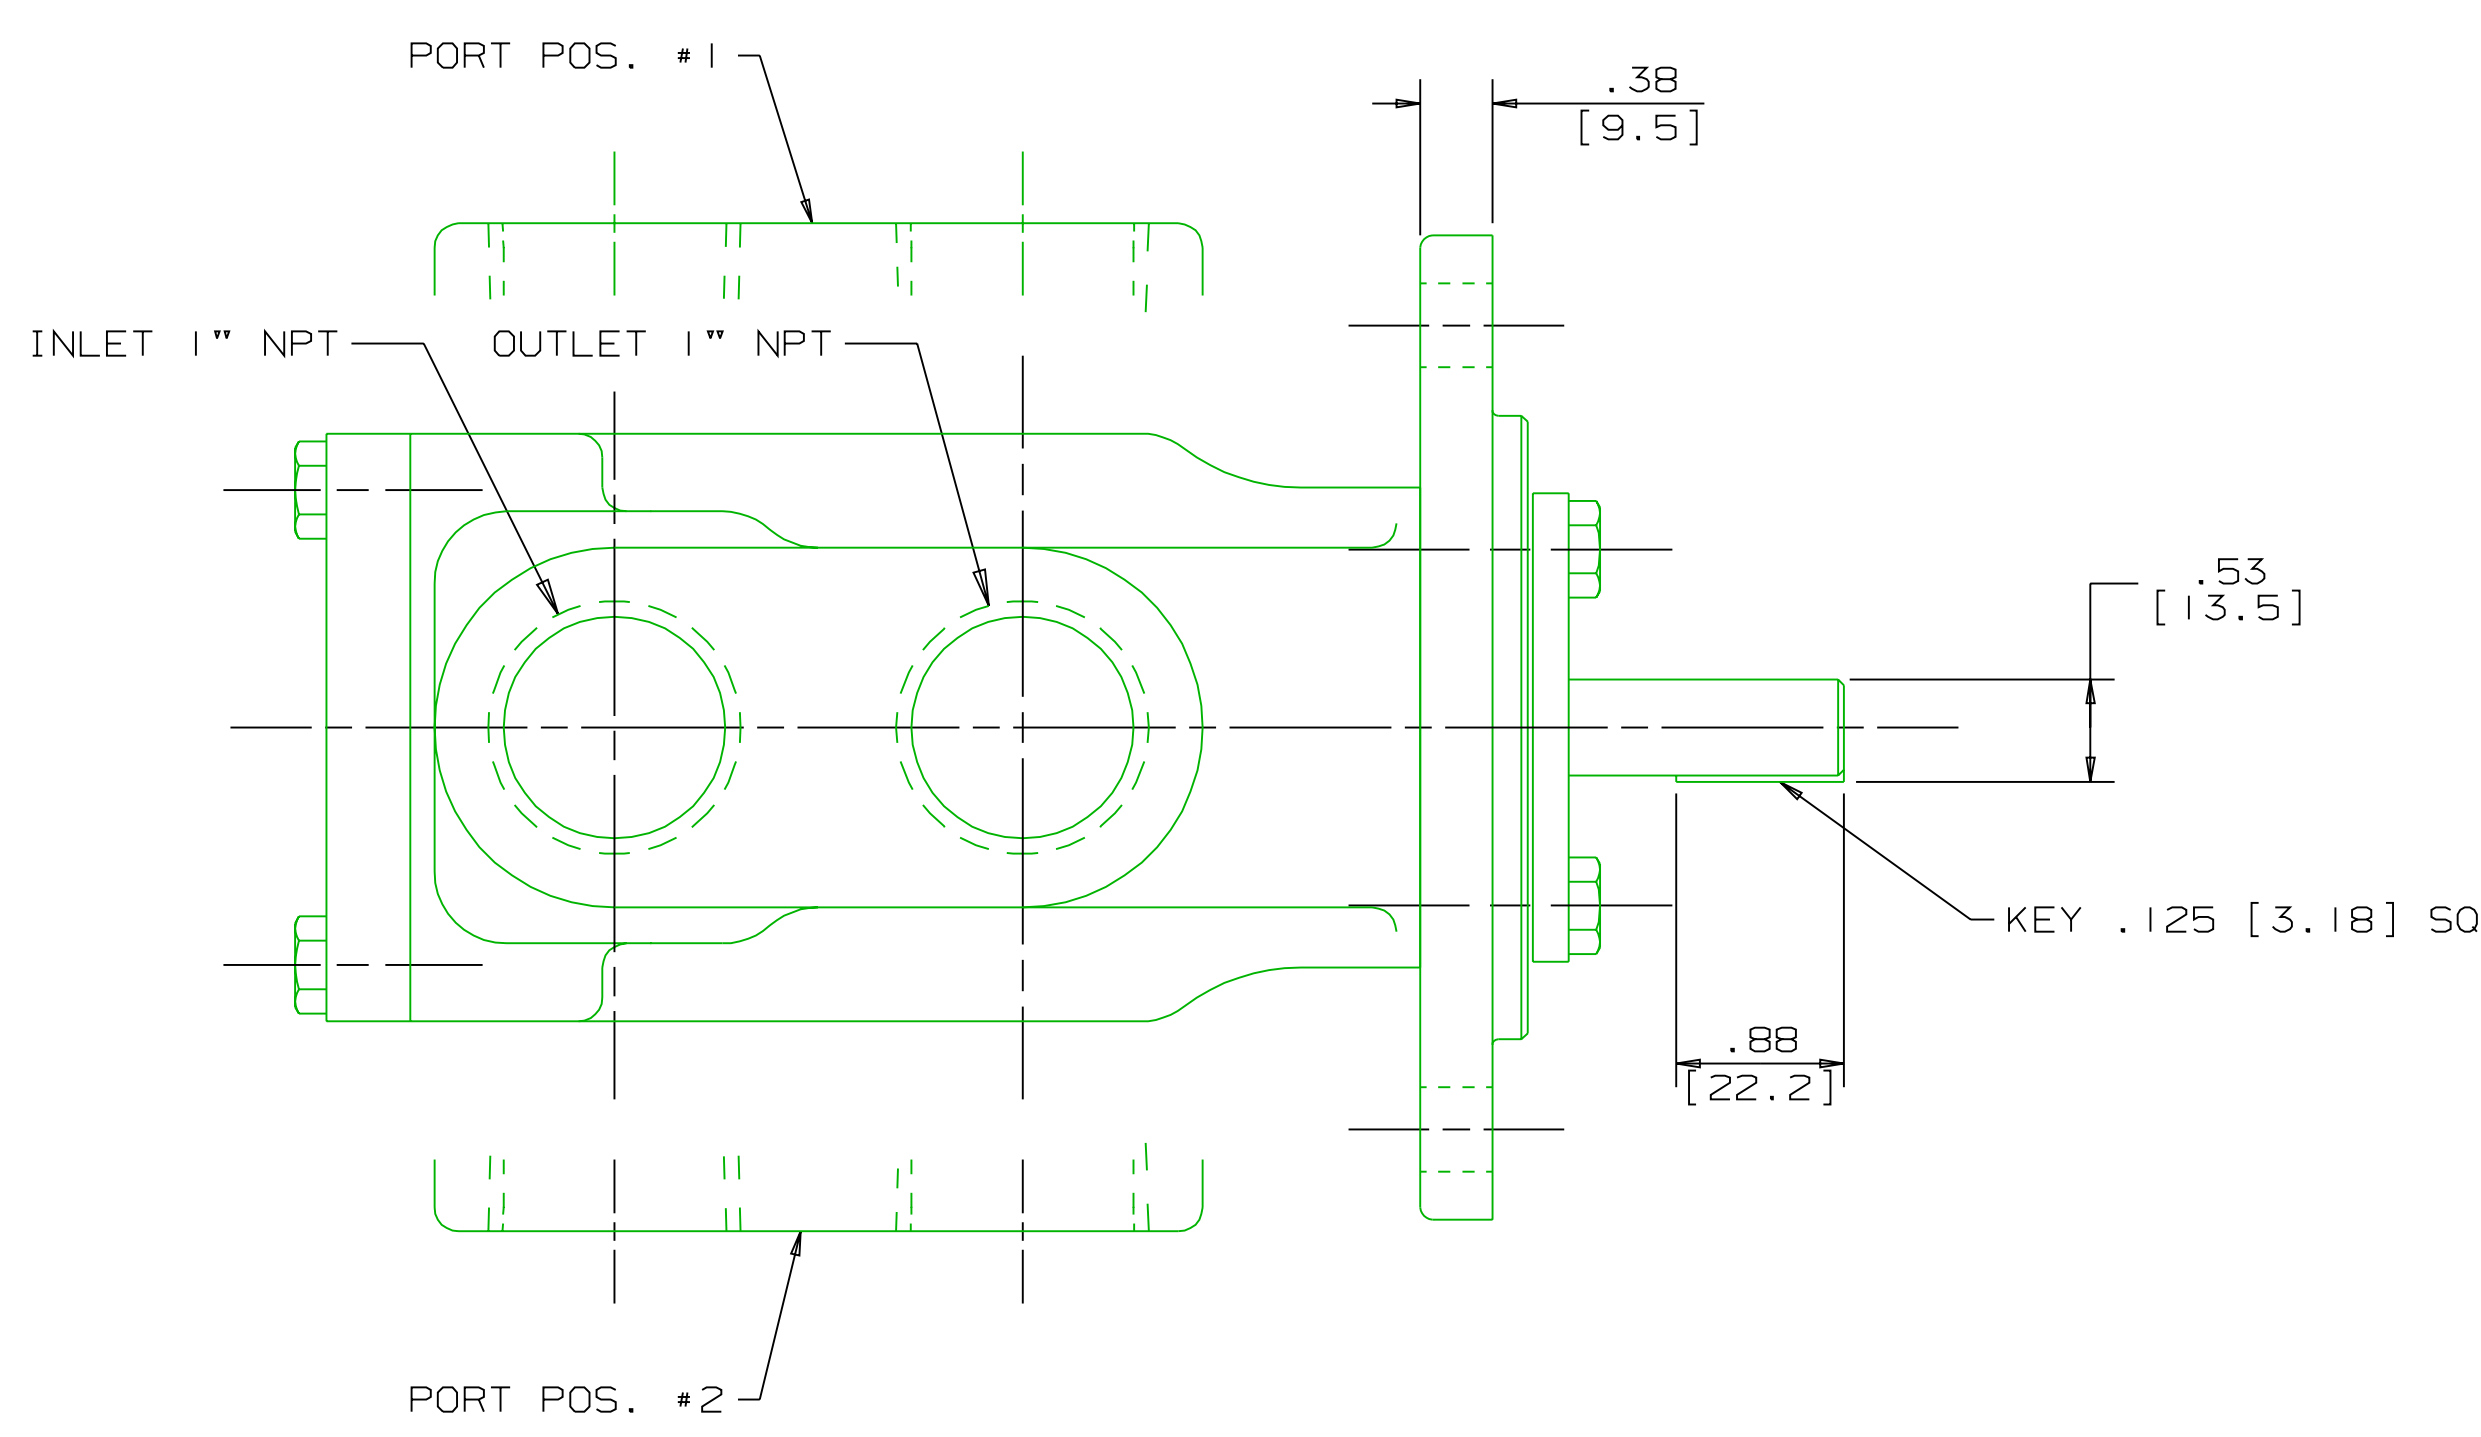 PORT POS. #1
.38
[9.5]
INLET 1" NPT
OUTLET 1" NPT
.53
[13.5]
KEY .125 [3.18] SQ
.88
[22.2]
PORT POS. #2